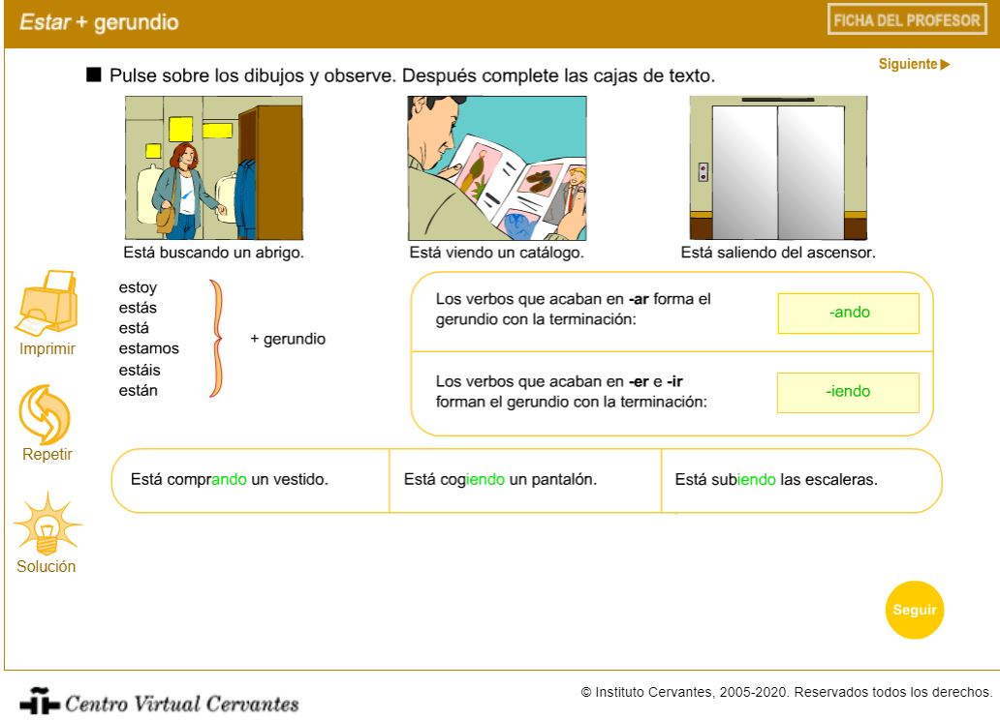 Estar + gerundio
FICHA DEL PROFESOR
Siguiente
Pulse sobre los dibujos y observe. Después complete las cajas de texto.
Está buscando un abrigo.
Está viendo un catálogo.
Está saliendo del ascensor.
estoy
estás
está
estamos
estáis
están
+ gerundio
Los verbos que acaban en -ar forma el
gerundio con la terminación:
-ando
Los verbos que acaban en -er e -ir
forman el gerundio con la terminación:
-iendo
Imprimir
Repetir
Solución
Está comprando un vestido.
Está cogiendo un pantalón.
Está subiendo las escaleras.
Seguir
Centro Virtual Cervantes
© Instituto Cervantes, 2005-2020. Reservados todos los derechos.